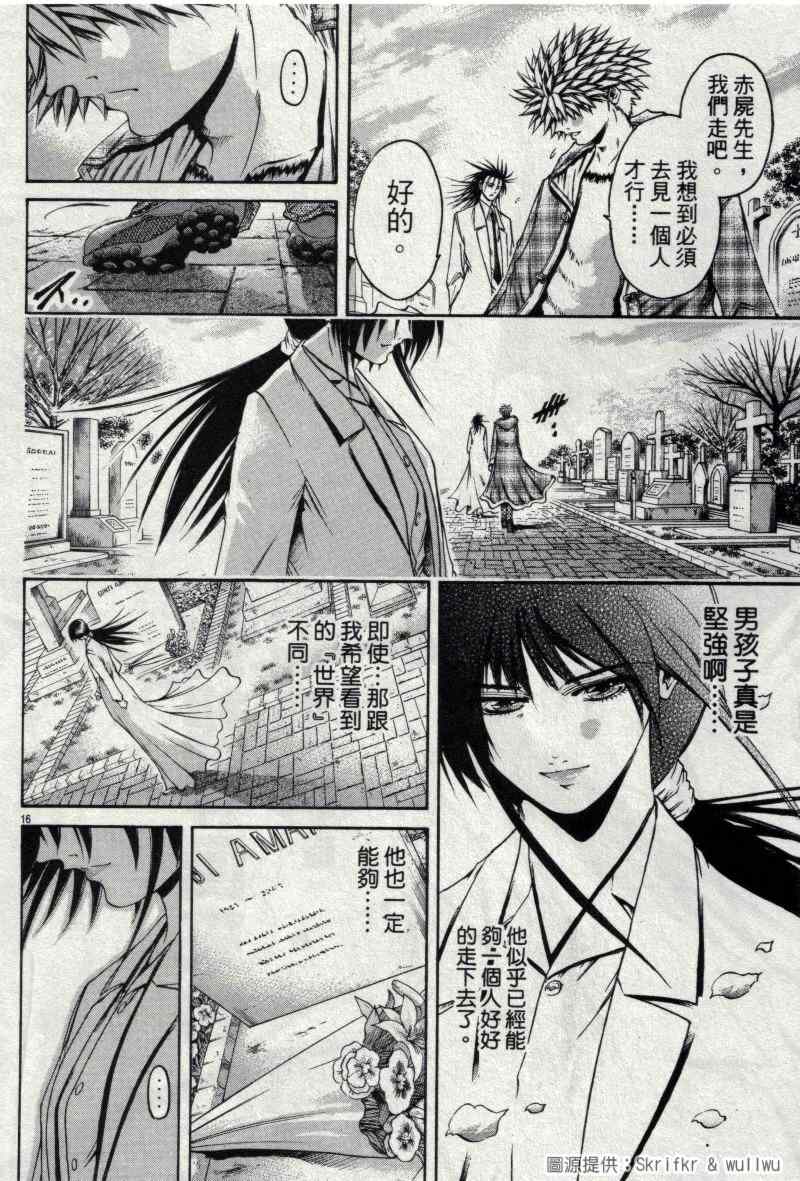 赤屍先生，
我們走吧。
我想到必須
去見一個人
才行……
好的。
……
男孩子真是
堅強啊………
他似乎已經能
夠一個人好好
的走下去了。
即使…那跟
我希望看到
的『世界』
不同……
他也一定
能夠……
……
16
圖源提供：Skrifkr & wullwu